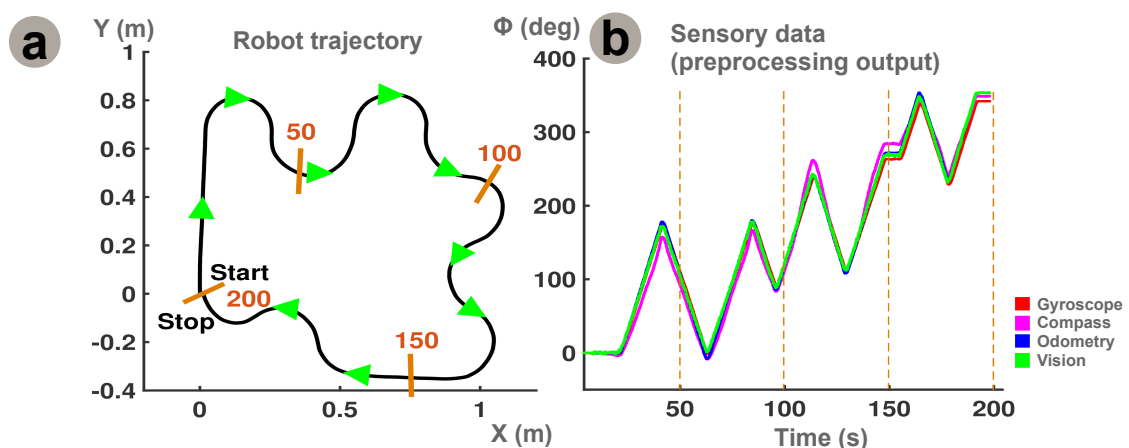 a
Y (m)
Robot trajectory
1
0.8
0.6
0.4
0.2
0
-0.2
-0.4
0
0.5
1
X (m)
50
100
150
200
Start
Stop
b
Φ (deg)
Sensory data
(preprocessing output)
400
300
200
100
0
50
100
150
200
Time (s)
Gyroscope
Compass
Odometry
Vision